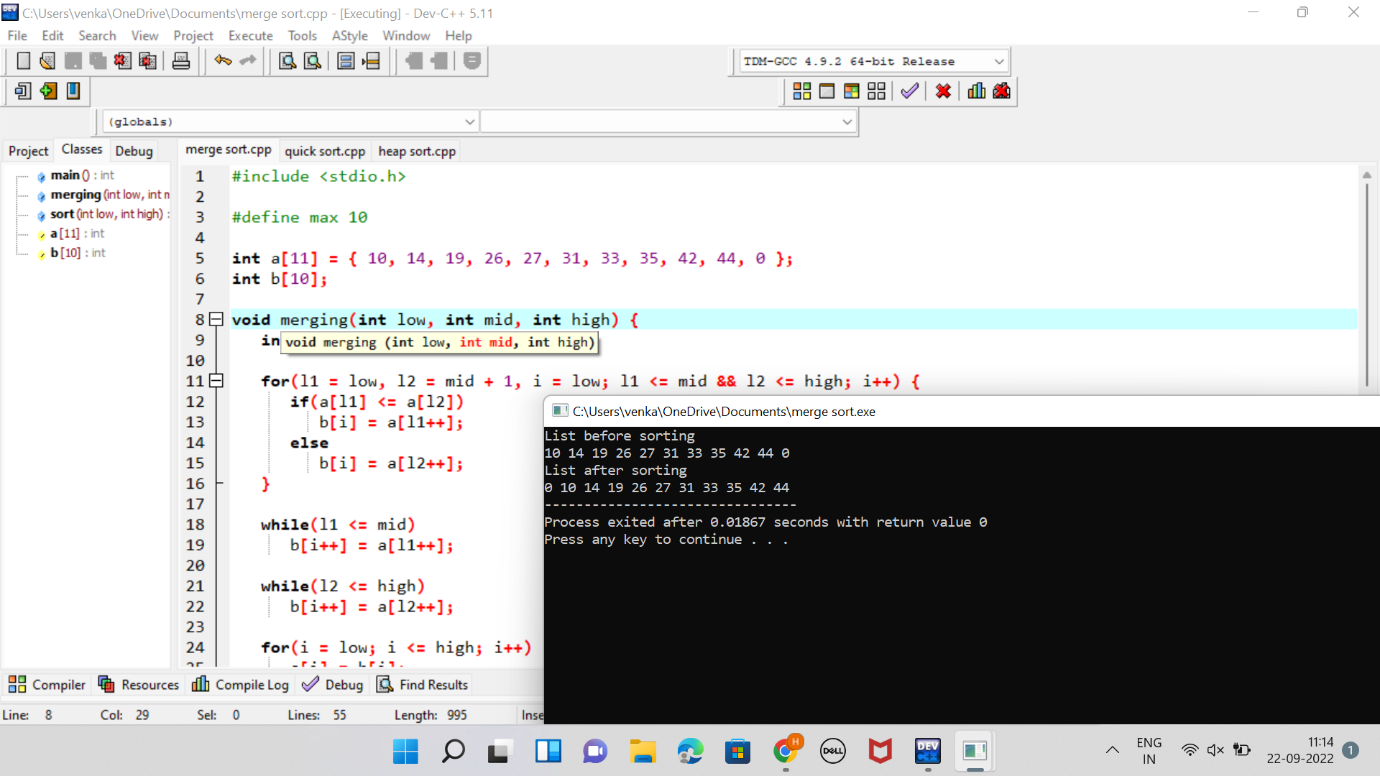 C:\Users\venka\OneDrive\Documents\merge sort.cpp - [Executing] - Dev-C++ 5.11
File Edit Search View Project Execute Tools AStyle Window Help
TDM-GCC 4.9.2 64-bit Release
(globals)
Project Classes Debug
main () : int
merging (int low, int m
sort (int low, int high) :
a [11] : int
b [10] : int
merge sort.cpp quick sort.cpp heap sort.cpp
1 #include <stdio.h>
2
3 #define max 10
4
5 int a[11] = { 10, 14, 19, 26, 27, 31, 33, 35, 42, 44, 0 };
6 int b[10];
7
8 void merging(int low, int mid, int high) {
9 in
void merging (int low, int mid, int high)
10
11 for(l1 = low, l2 = mid + 1, i = low; l1 <= mid && l2 <= high; i++) {
12 if(a[l1] <= a[l2])
13 b[i] = a[l1++];
14 else
15 b[i] = a[l2++];
16 }
17
18 while(l1 <= mid)
19 b[i++] = a[l1++];
20
21 while(l2 <= high)
22 b[i++] = a[l2++];
23
24 for(i = low; i <= high; i++)
C:\Users\venka\OneDrive\Documents\merge sort.exe
List before sorting
10 14 19 26 27 31 33 35 42 44 0
List after sorting
0 10 14 19 26 27 31 33 35 42 44
--------------------------------
Process exited after 0.01867 seconds with return value 0
Press any key to continue . . .
Compiler Resources Compile Log Debug Find Results
Line: 8 Col: 29 Sel: 0 Lines: 55 Length: 995 Inse
H
DELL
DEV
ENG
IN
11:14
22-09-2022
1